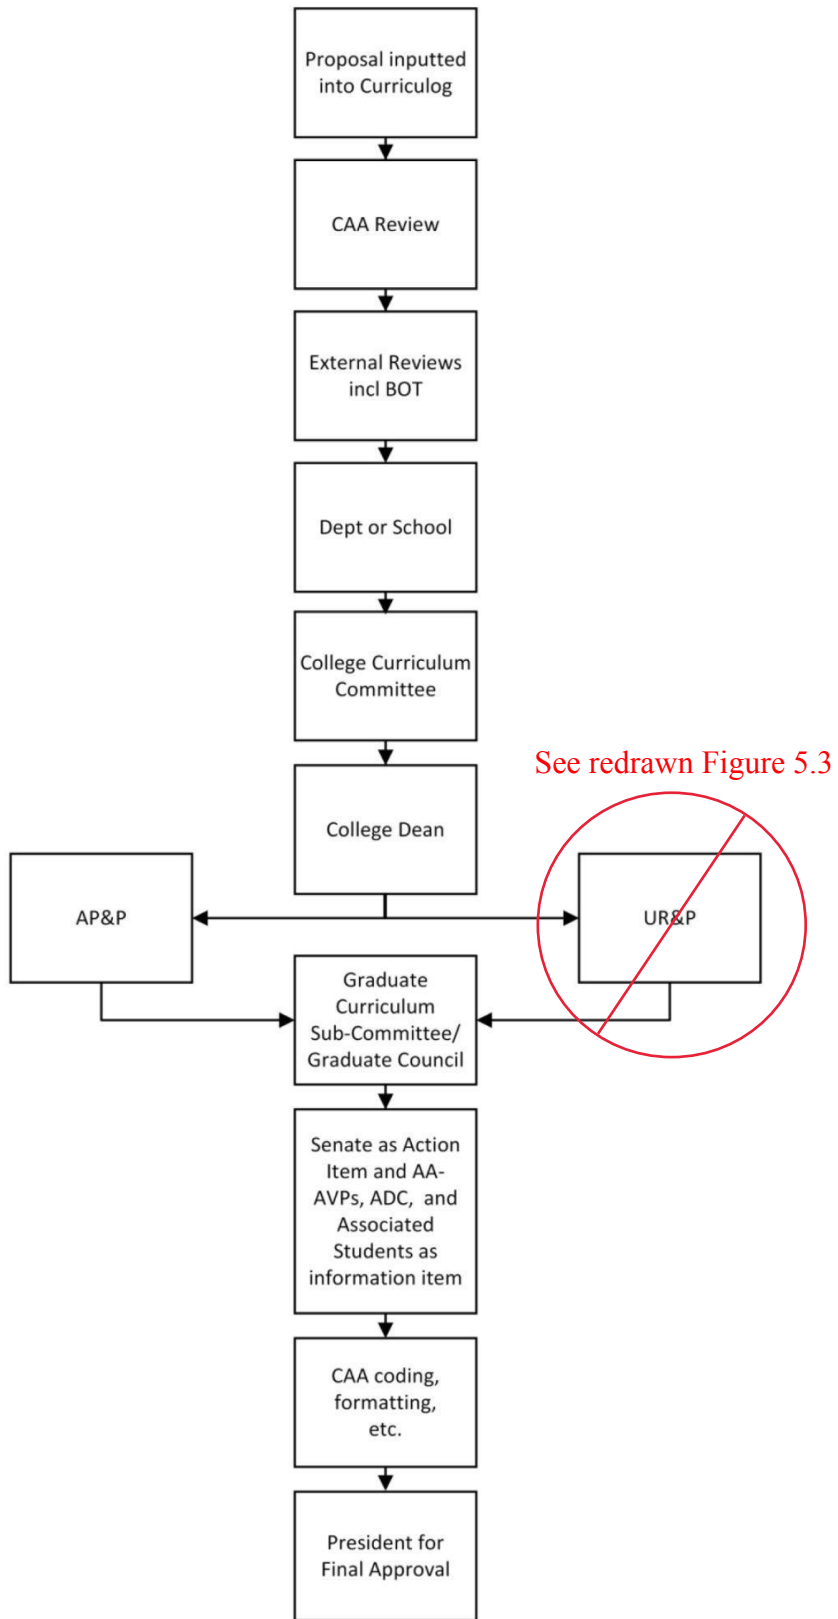 Proposal inputted
into Curriculog
CAA Review
External Reviews
incl BOT
Dept or School
College Curriculum
Committee
See redrawn Figure 5.3
College Dean
AP&P
UR&P
Graduate
Curriculum
Sub-Committee/
Graduate Council
Senate as Action
Item and AA-
AVPs, ADC,  and
Associated
Students as
information item
CAA coding,
formatting,
etc.
President for
Final Approval